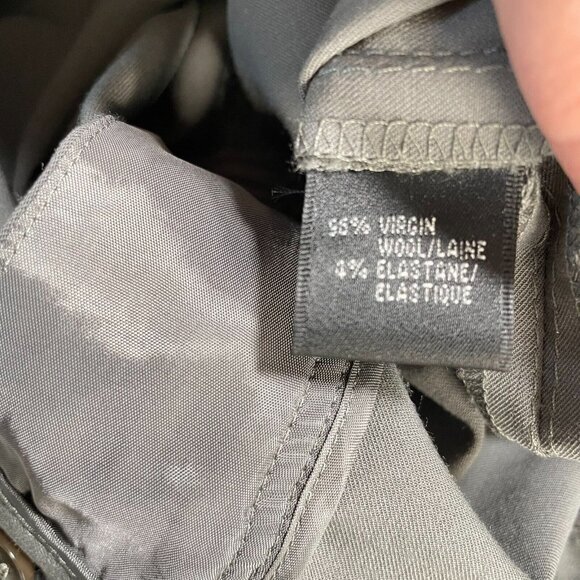 96% VIRGIN
WOOL/LAINE
4% ELASTANE/
ELASTIQUE